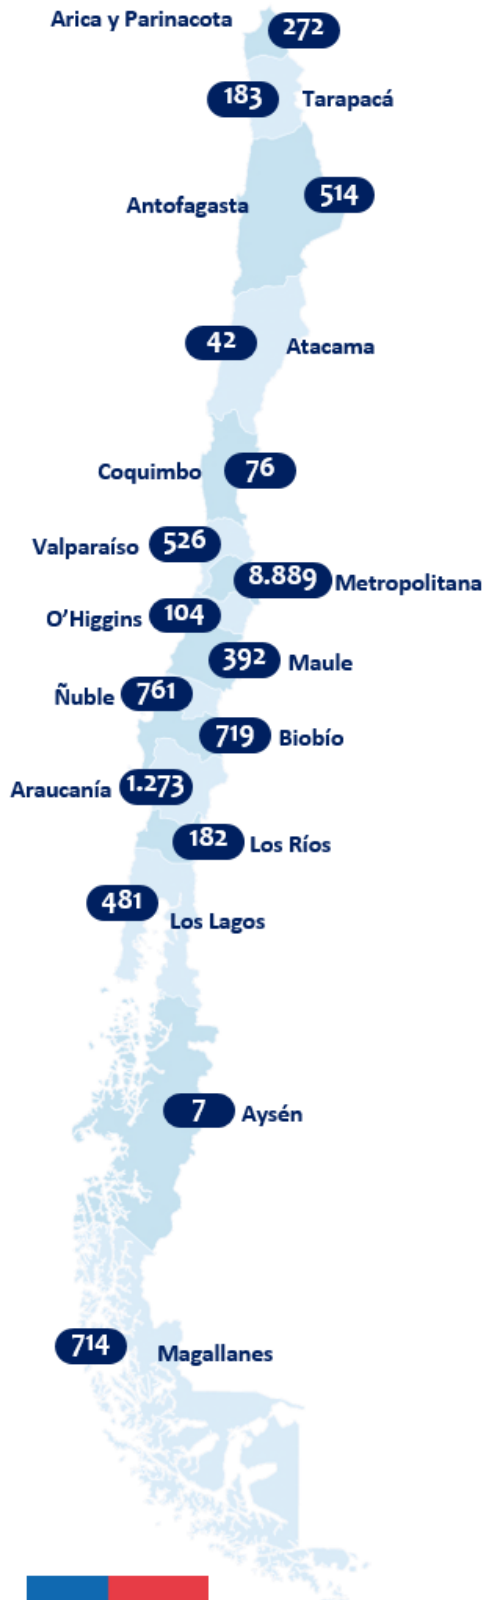 Arica y Parinacota 272
183 Tarapacá
Antofagasta 514
42 Atacama
Coquimbo 76
Valparaíso 526
8.889 Metropolitana
O’Higgins 104
392 Maule
Ñuble 761
719 Biobío
Araucanía 1.273
182 Los Ríos
481 Los Lagos
7 Aysén
714 Magallanes